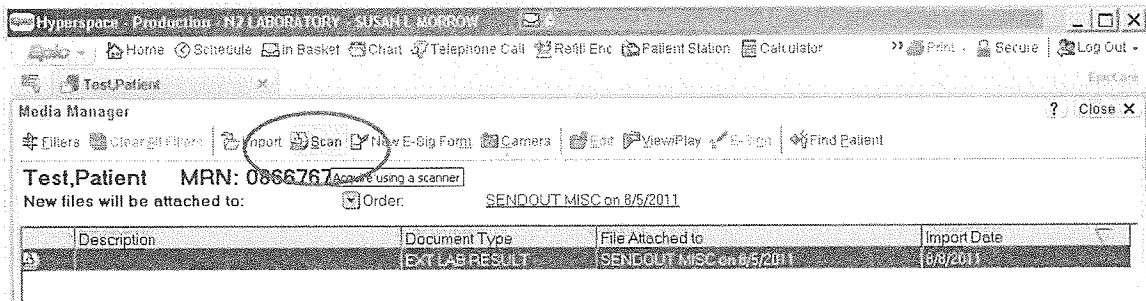 Hyperspace - Production - N2 LABORATORY - SUSAN L MORROW
Epic Home Schedule In Basket Chart Telephone Call Refill Enc Patient Station Calculator Print Secure Log Out
Test,Patient EpicCare
Media Manager ? Close X
Filters Clear All Filters Import Scan New E-Sig Form Camera Edit View/Play E-Sign Find Patient
Test,Patient MRN: 0866767 Acquire using a scanner
New files will be attached to: Order: SENDOUT MISC on 8/5/2011
Description Document Type File Attached to Import Date
EXT LAB RESULT SENDOUT MISC on 8/5/2011 8/8/2011